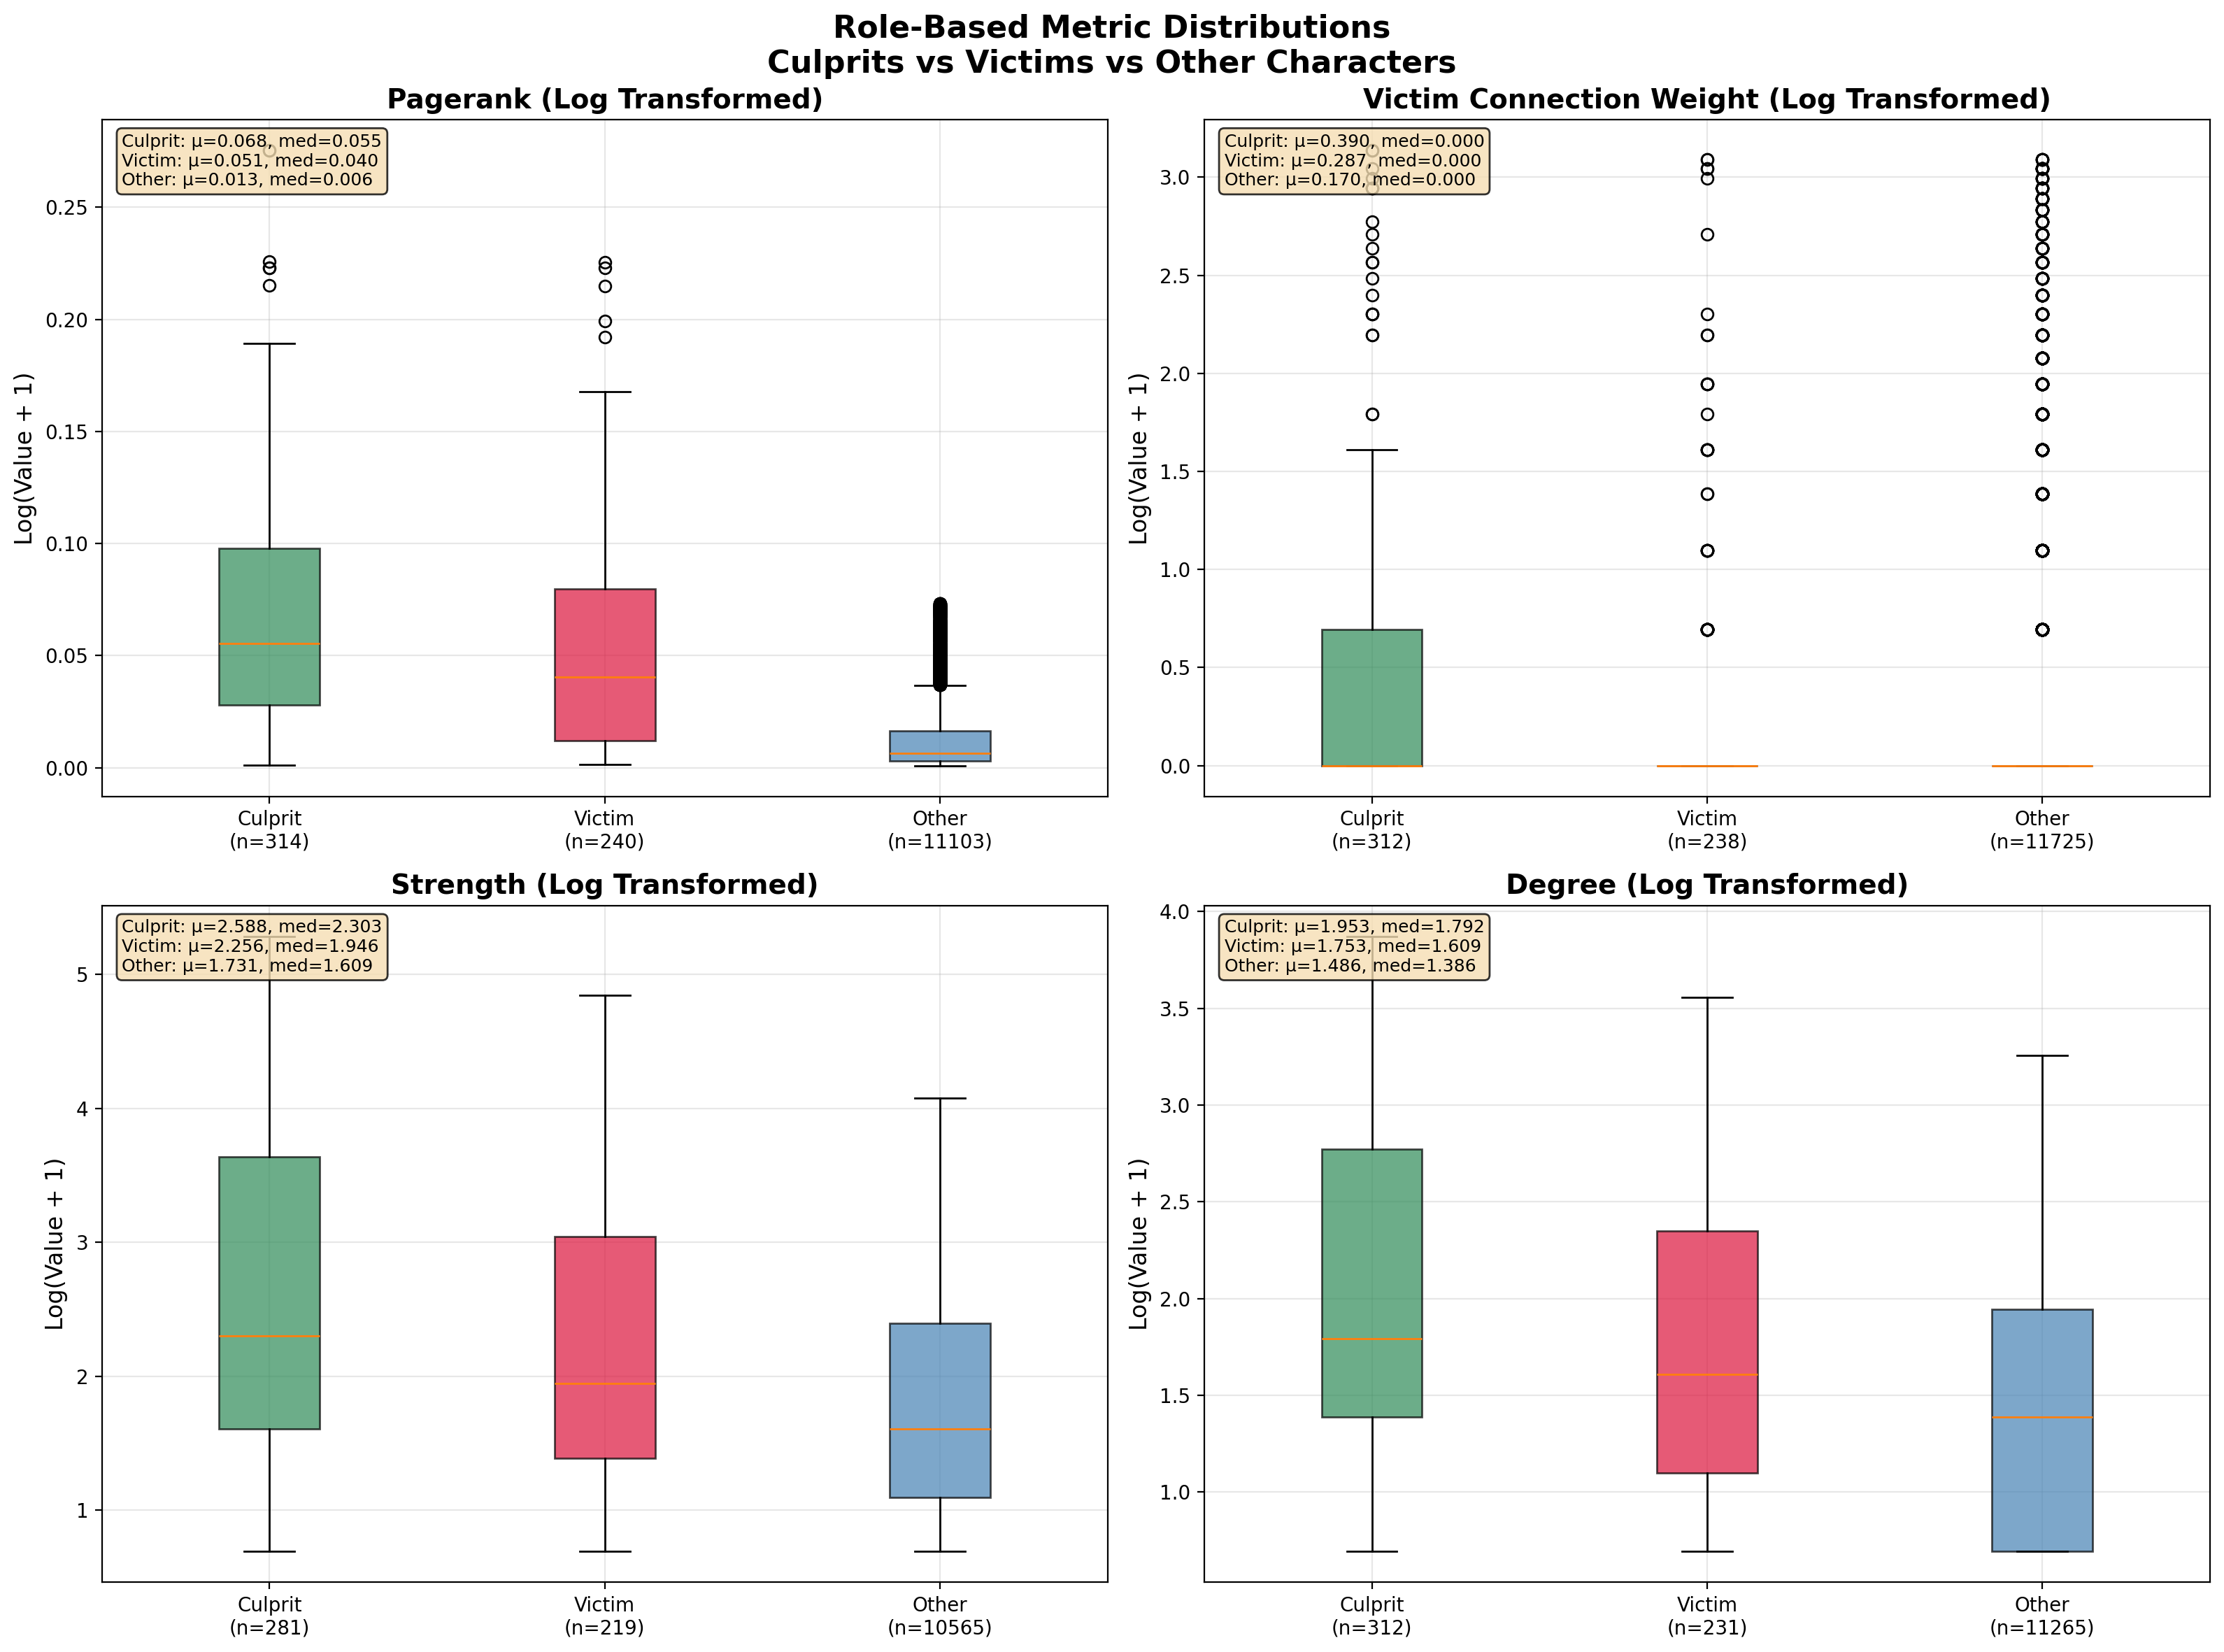 Role-Based Metric Distributions
Culprits vs Victims vs Other Characters
Pagerank (Log Transformed)
Culprit: μ=0.068, med=0.055
Victim: μ=0.051, med=0.040
Other: μ=0.013, med=0.006
Log(Value + 1)
0.25
0.20
0.15
0.10
0.05
0.00
Culprit
(n=314)
Victim
(n=240)
Other
(n=11103)
Victim Connection Weight (Log Transformed)
Culprit: μ=0.390, med=0.000
Victim: μ=0.287, med=0.000
Other: μ=0.170, med=0.000
Log(Value + 1)
3.0
2.5
2.0
1.5
1.0
0.5
0.0
Culprit
(n=312)
Victim
(n=238)
Other
(n=11725)
Strength (Log Transformed)
Culprit: μ=2.588, med=2.303
Victim: μ=2.256, med=1.946
Other: μ=1.731, med=1.609
Log(Value + 1)
5
4
3
2
1
Culprit
(n=281)
Victim
(n=219)
Other
(n=10565)
Degree (Log Transformed)
Culprit: μ=1.953, med=1.792
Victim: μ=1.753, med=1.609
Other: μ=1.486, med=1.386
Log(Value + 1)
4.0
3.5
3.0
2.5
2.0
1.5
1.0
Culprit
(n=312)
Victim
(n=231)
Other
(n=11265)